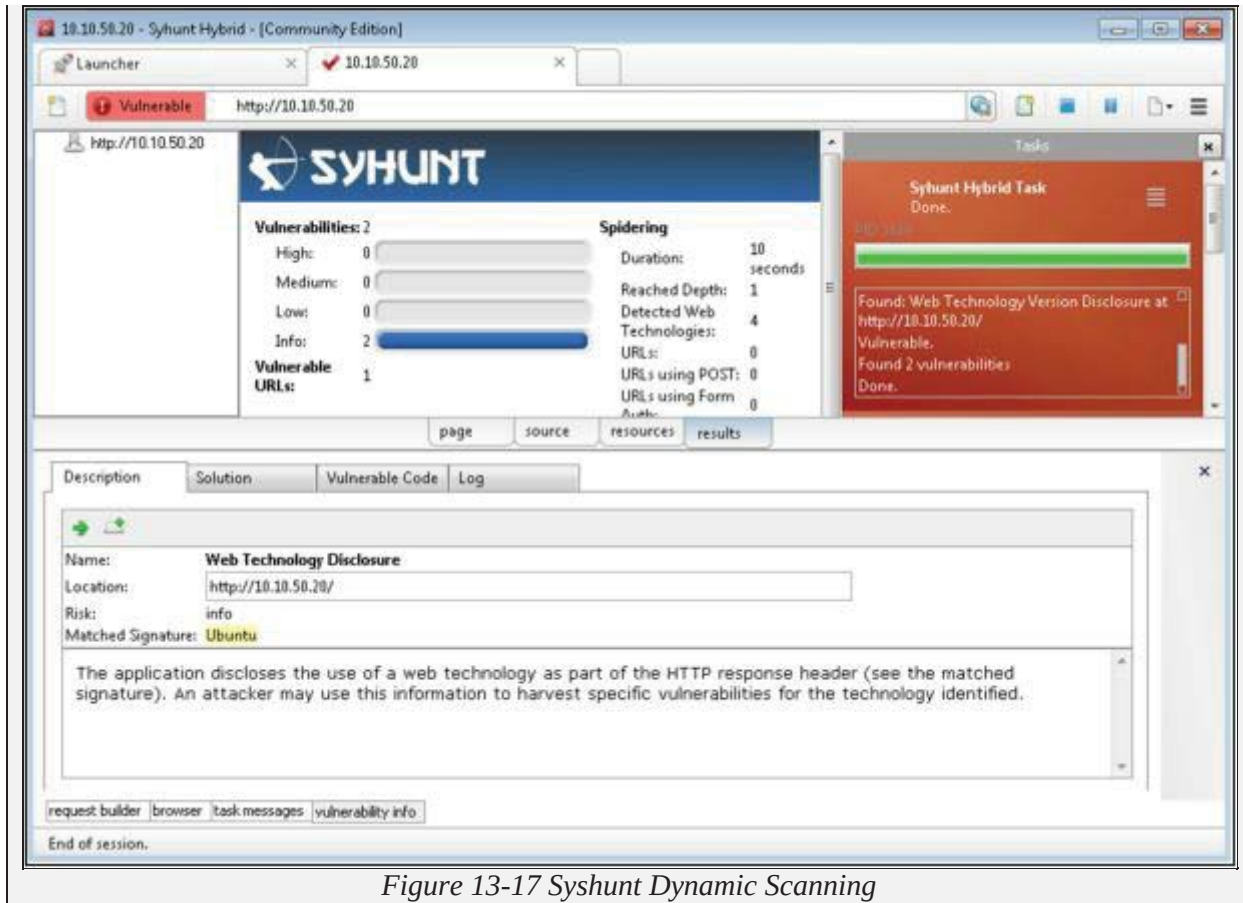 10.10.50.20 - Syhunt Hybrid - [Community Edition]
Launcher
10.10.50.20
Vulnerable
http://10.10.50.20
http://10.10.50.20
SYHUNT
Vulnerabilities: 2
High: 0
Medium: 0
Low: 0
Info: 2
Vulnerable
URLs: 1
Spidering
Duration: 10 seconds
Reached Depth: 1
Detected Web Technologies: 4
URLs: 0
URLs using POST: 0
URLs using Form 0
Tasks
Syhunt Hybrid Task
Done.
Found: Web Technology Version Disclosure at
http://10.10.50.20/
Vulnerable.
Found 2 vulnerabilities
Done.
page source resources results
Description Solution Vulnerable Code Log
Name: Web Technology Disclosure
Location: http://10.10.50.20/
Risk: info
Matched Signature: Ubuntu
The application discloses the use of a web technology as part of the HTTP response header (see the matched
signature). An attacker may use this information to harvest specific vulnerabilities for the technology identified.
request builder browser task messages vulnerability info
End of session.
Figure 13-17 Syshunt Dynamic Scanning